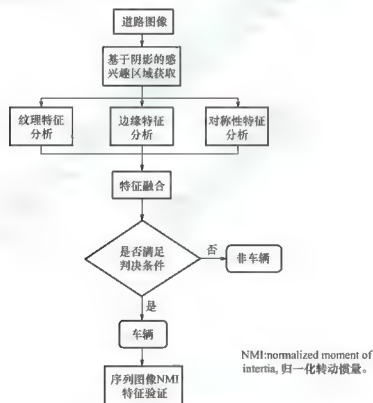 道路图像
基于阴影的感
兴趣区域获取
纹理特征
分析
边缘特征
分析
对称性特征
分析
特征融合
是否满足
判决条件
否
非车辆
是
车辆
NMI:normalized moment of
intertia, 归一化转动惯量。
序列图像NMI
特征验证